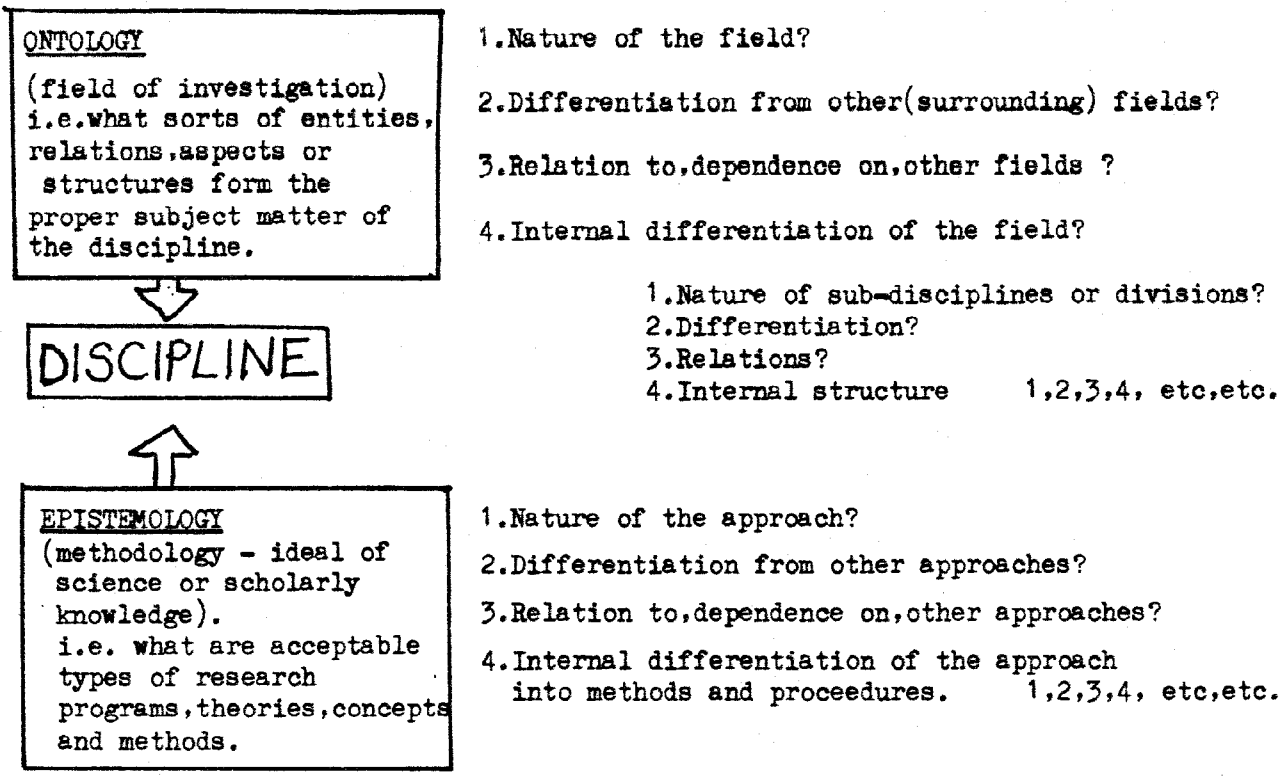 ONTOLOGY
(field of investigation)
i.e.what sorts of entities,
relations,aspects or
structures form the
proper subject matter of
the discipline.
1.Nature of the field?
2.Differentiation from other(surrounding) fields?
3.Relation to,dependence on,other fields ?
4.Internal differentiation of the field?
1.Nature of sub-disciplines or divisions?
2.Differentiation?
3.Relations?
4.Internal structure 1,2,3,4, etc,etc.
DISCIPLINE
EPISTEMOLOGY
(methodology - ideal of
science or scholarly
knowledge).
i.e. what are acceptable
types of research
programs,theories,concepts
and methods.
1.Nature of the approach?
2.Differentiation from other approaches?
3.Relation to,dependence on,other approaches?
4.Internal differentiation of the approach
into methods and proceedures. 1,2,3,4, etc,etc.